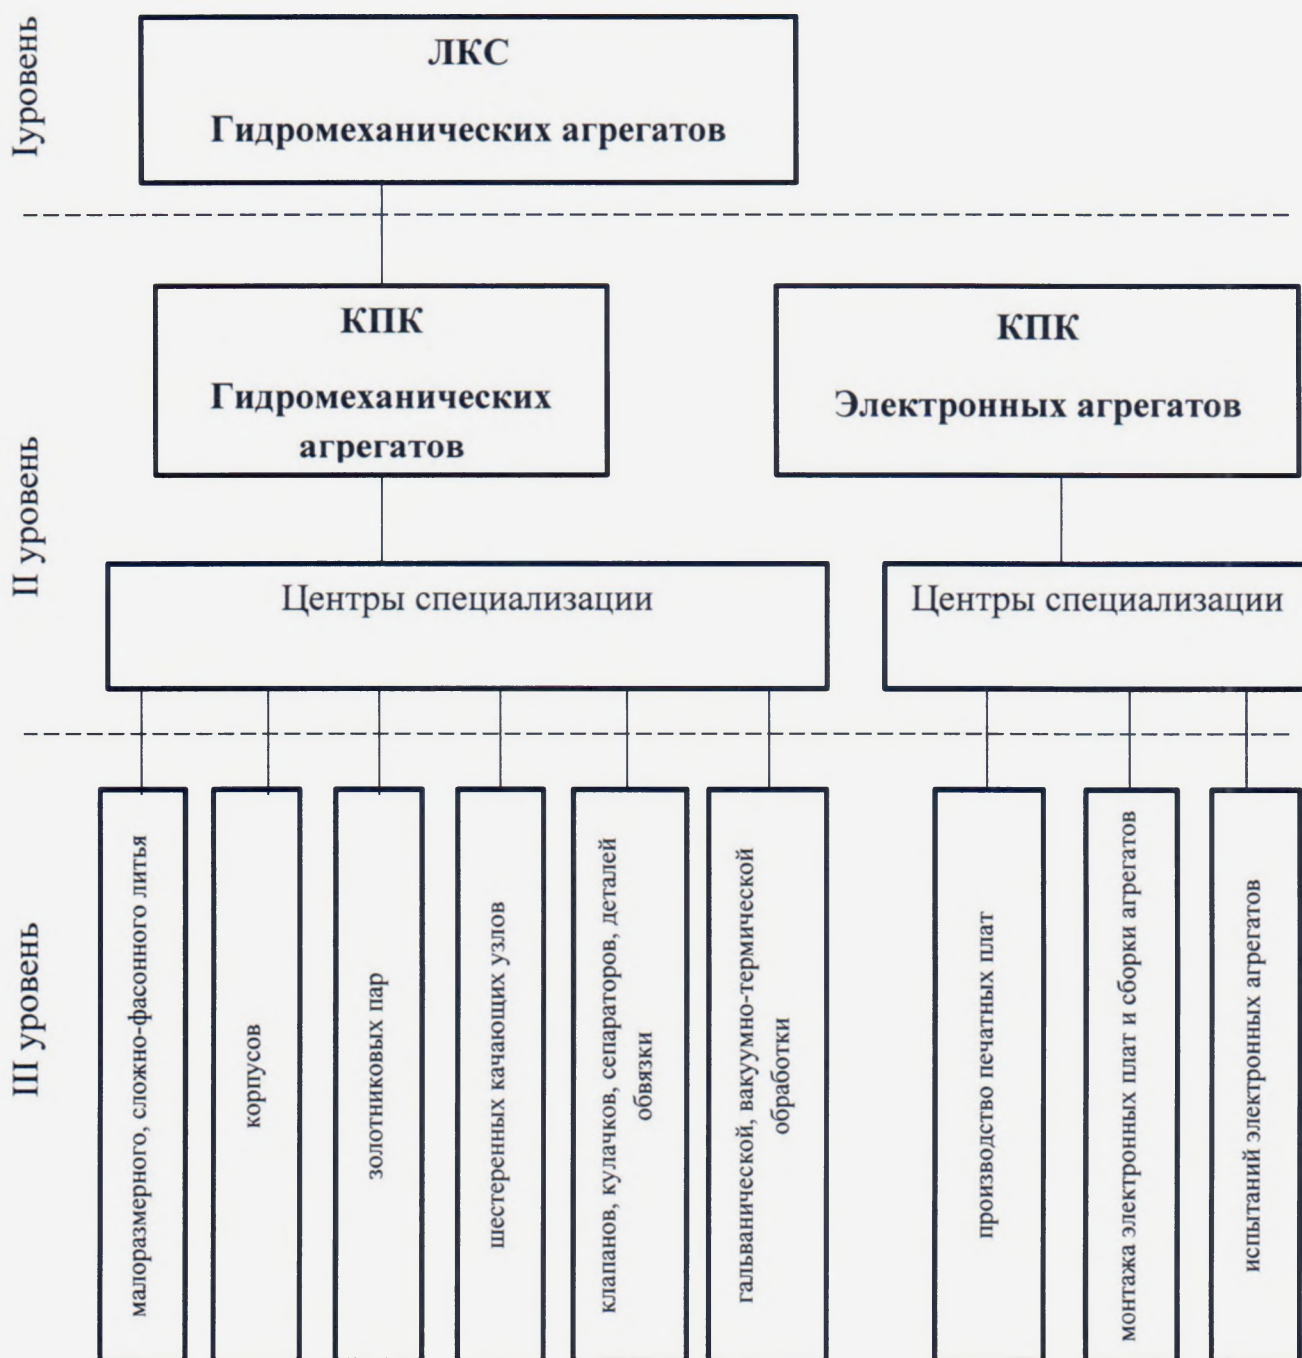 Iуровень
ЛКС
Гидромеханических агрегатов
II уровень
КПК
Гидромеханических
агрегатов
КПК
Электронных агрегатов
Центры специализации
Центры специализации
III уровень
малоразмерного, сложно-фасонного литья
корпусов
золотниковых пар
шестеренных качающих узлов
клапанов, кулачков, сепараторов, деталей
обвязки
гальванической, вакуумно-термической
обработки
производство печатных плат
монтажа электронных плат и сборки агрегатов
испытаний электронных агрегатов